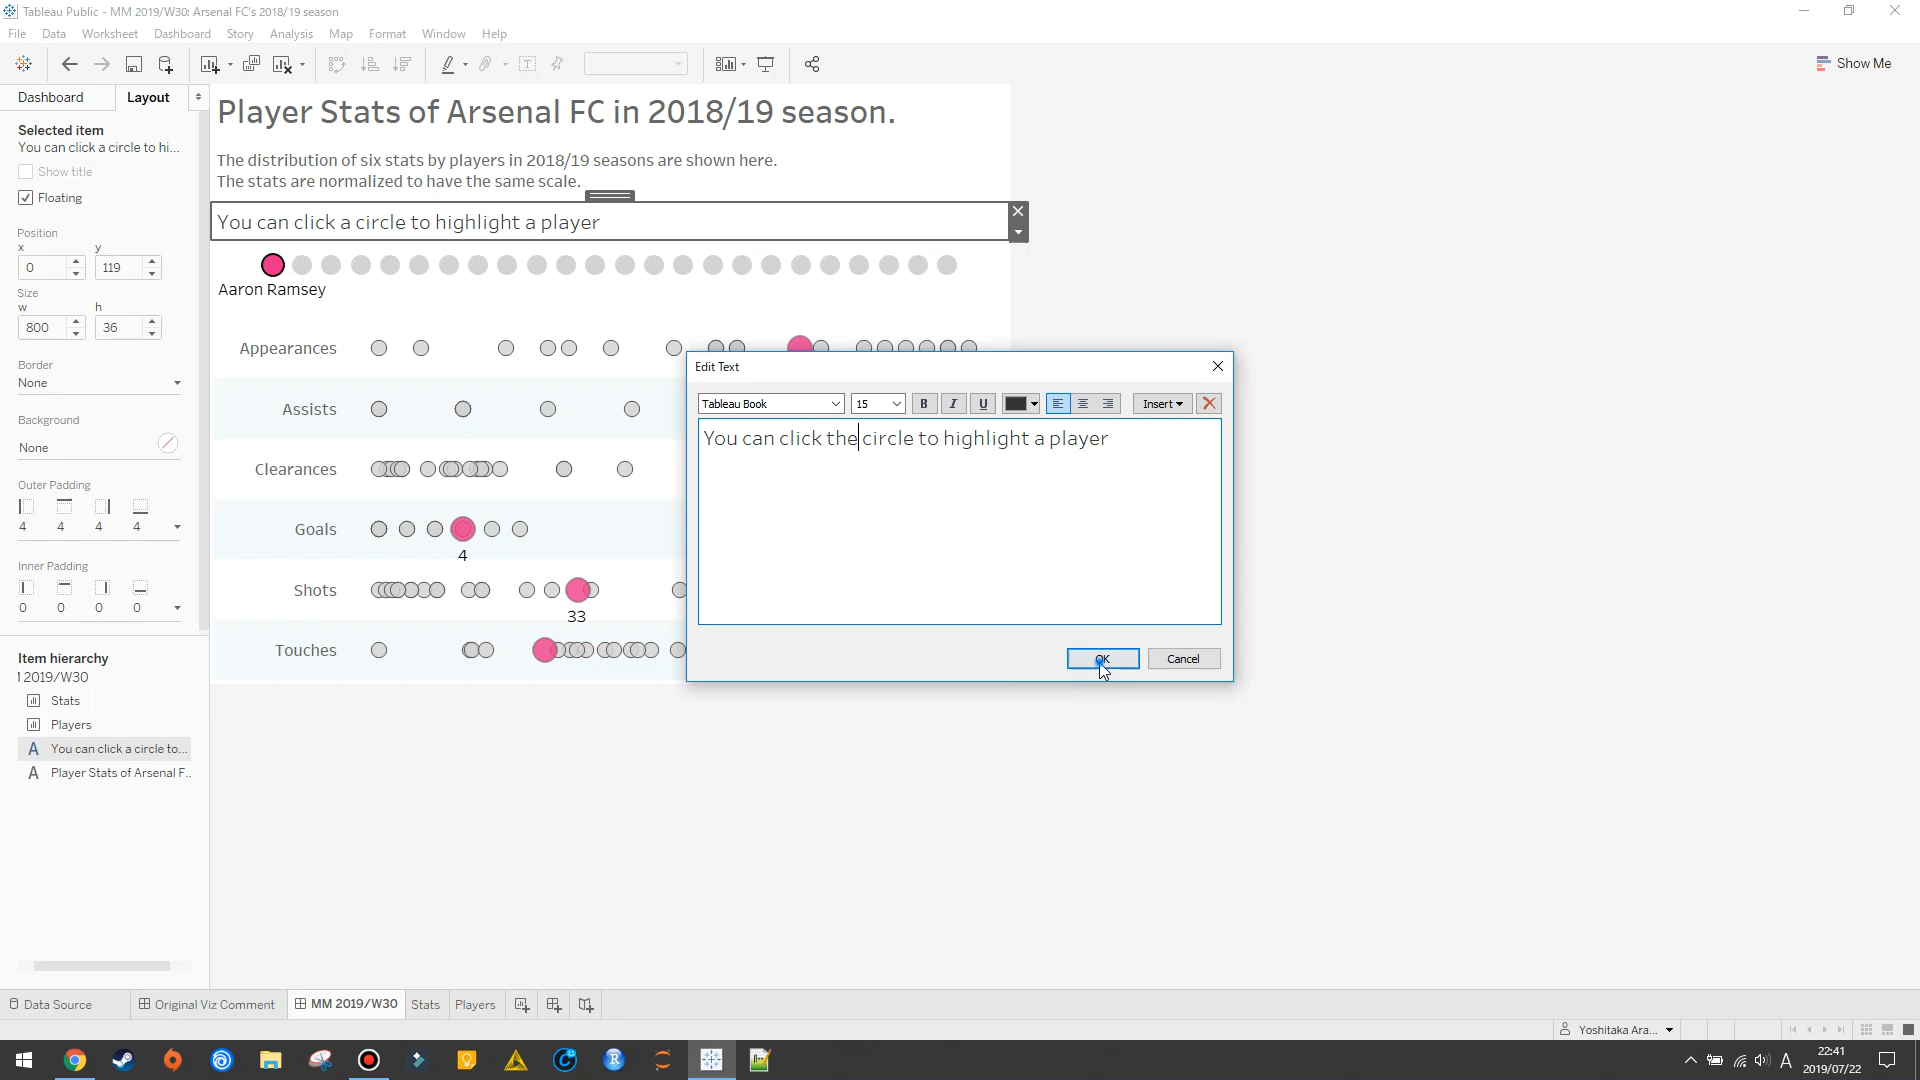 Tableau Public - MM 2019/W30: Arsenal FC's 2018/19 season
File Data Worksheet Dashboard Story Analysis Map Format Window Help
Show Me
Dashboard Layout
Selected item
You can click a circle to hi...
Show title
Floating
Position
x y
0 119
Size
w h
800 36
Border
None
Background
None
Outer Padding
4 4 4 4
Inner Padding
0 0 0 0
Item hierarchy
2019/W30
Stats
Players
A You can click a circle to...
A Player Stats of Arsenal F..
Player Stats of Arsenal FC in 2018/19 season.
The distribution of six stats by players in 2018/19 seasons are shown here.
The stats are normalized to have the same scale.
You can click a circle to highlight a player
Aaron Ramsey
Appearances
Assists
Clearances
Goals
4
Shots
33
Touches
Edit Text
Tableau Book 15 B I U Insert
You can click the circle to highlight a player
OK Cancel
Data Source Original Viz Comment MM 2019/W30 Stats Players
Yoshitaka Ara...
A 22:41
2019/07/22